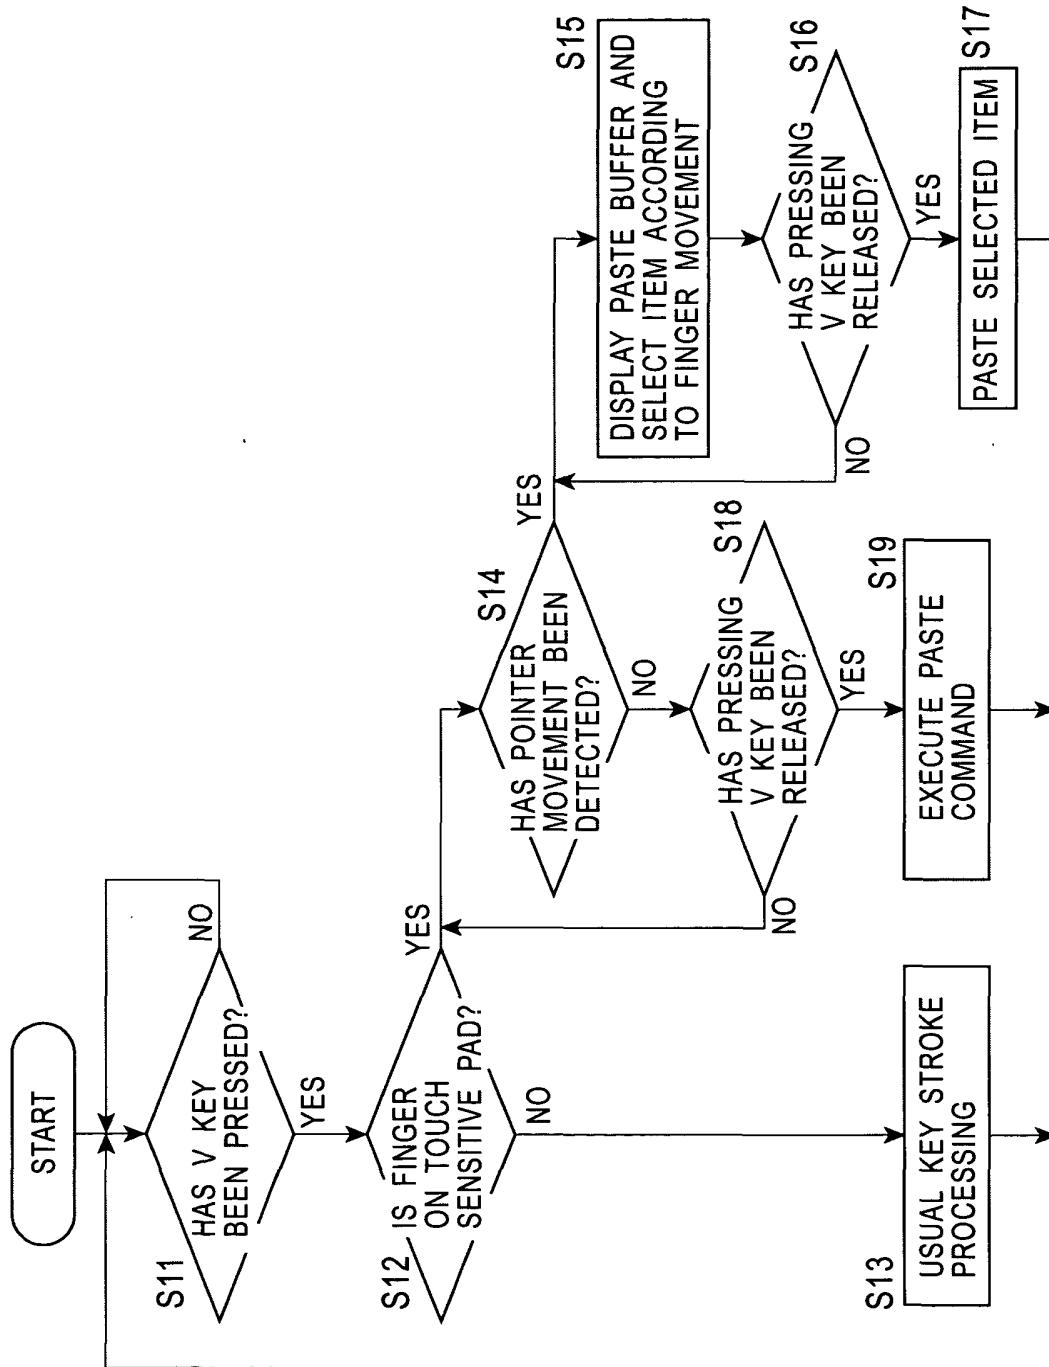 START
S11
HAS V KEY
BEEN PRESSED?
NO
YES
S12
IS FINGER
ON TOUCH
SENSITIVE PAD?
YES
NO
S13
USUAL KEY STROKE
PROCESSING
S14
HAS POINTER
MOVEMENT BEEN
DETECTED?
YES
NO
S18
HAS PRESSING
V KEY BEEN
RELEASED?
NO
YES
S19
EXECUTE PASTE
COMMAND
S15
DISPLAY PASTE BUFFER AND
SELECT ITEM ACCORDING
TO FINGER MOVEMENT
S16
HAS PRESSING
V KEY BEEN
RELEASED?
NO
YES
S17
PASTE SELECTED ITEM